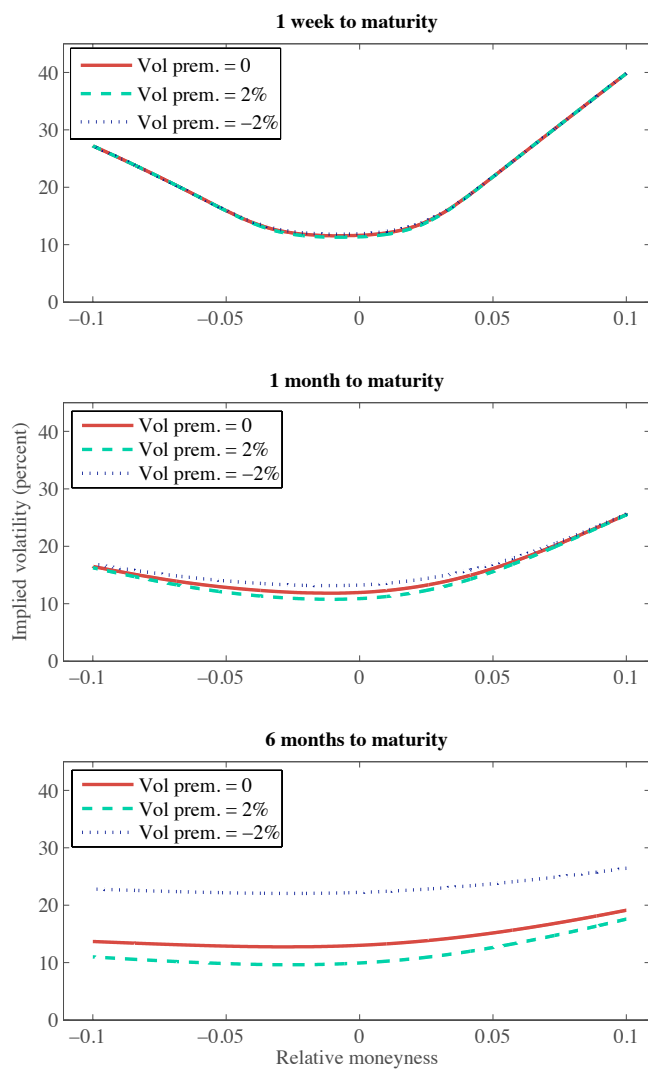 1 week to maturity
40
30
20
10
0
Vol prem. = 0
Vol prem. = 2%
Vol prem. = –2%
–0.1
–0.05
0
0.05
0.1
1 month to maturity
Implied volatility (percent)
40
30
20
10
0
Vol prem. = 0
Vol prem. = 2%
Vol prem. = –2%
–0.1
–0.05
0
0.05
0.1
6 months to maturity
40
30
20
10
0
Vol prem. = 0
Vol prem. = 2%
Vol prem. = –2%
–0.1
–0.05
0
0.05
0.1
Relative moneyness